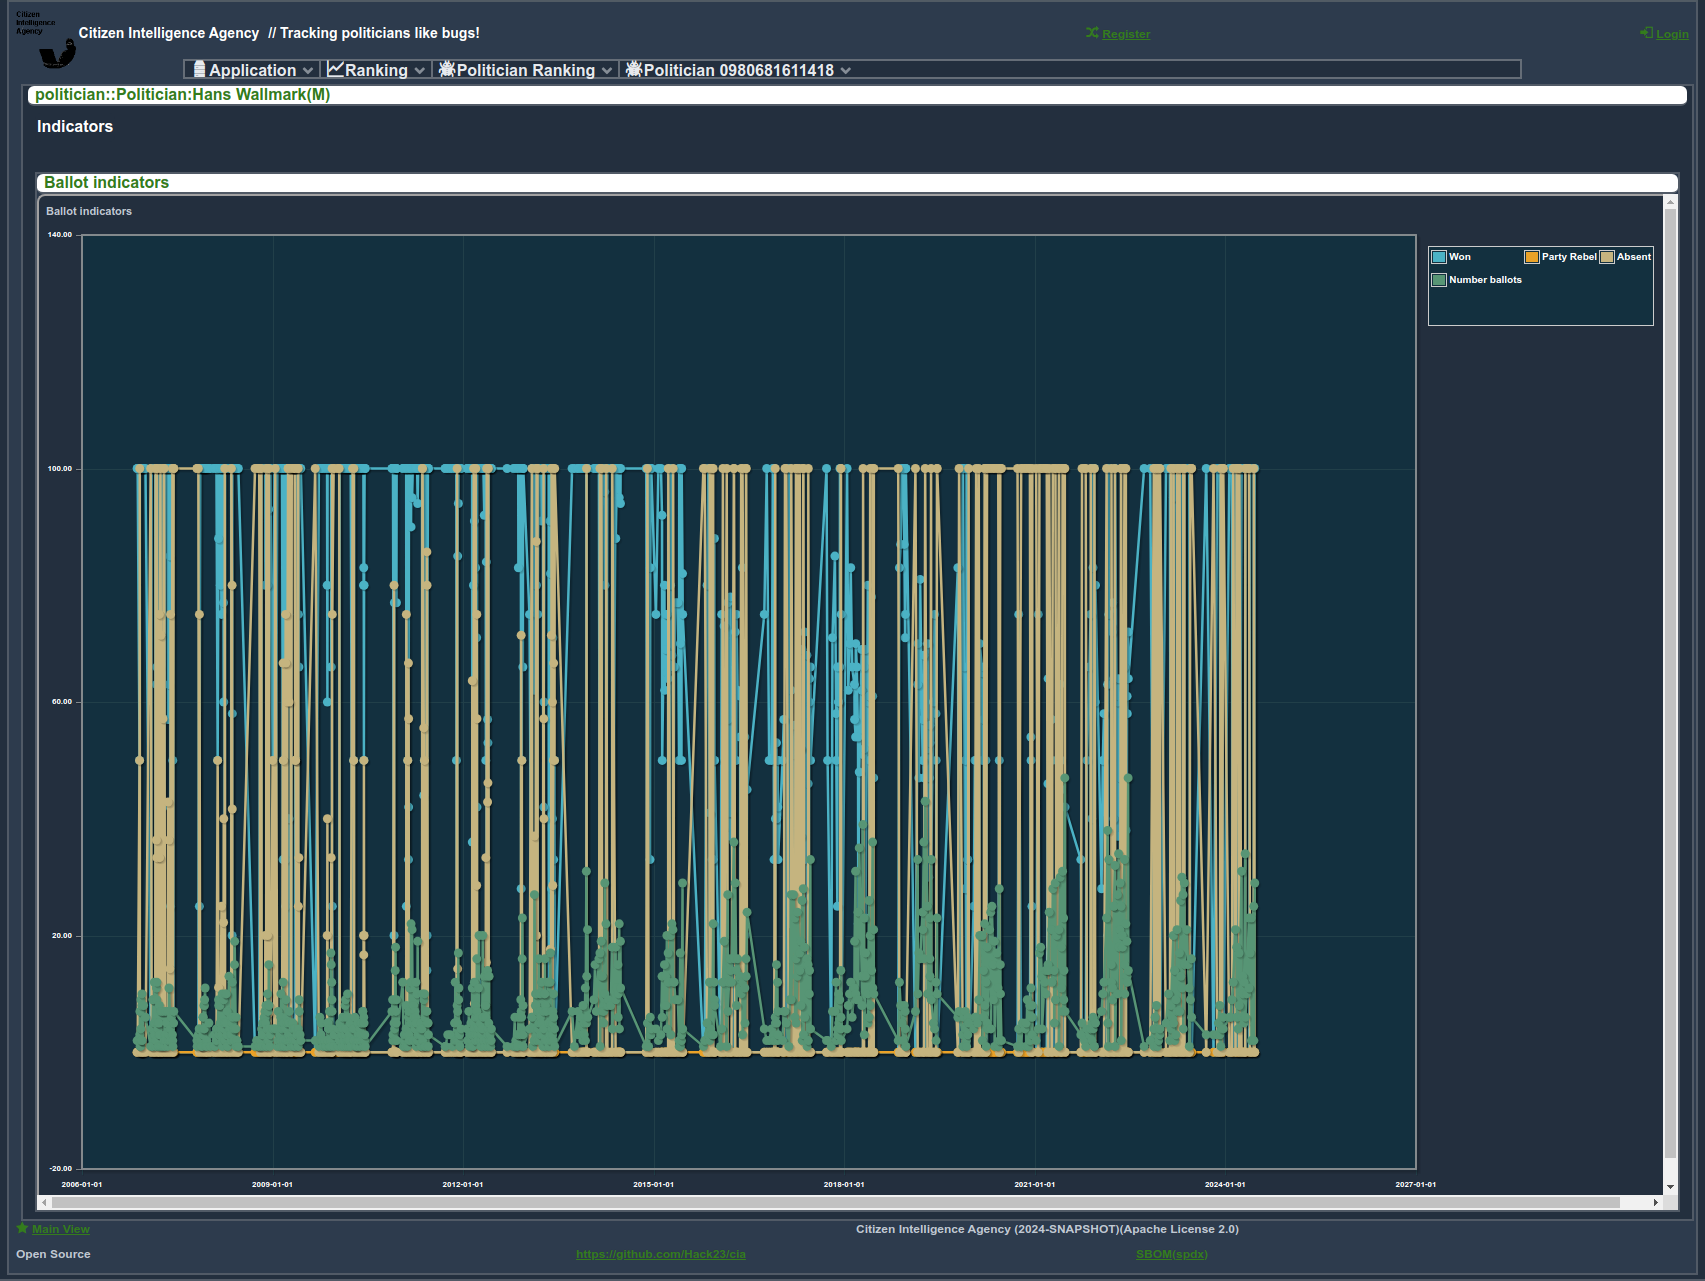 Citizen
Intelligence
Agency
Citizen Intelligence Agency // Tracking politicians like bugs!
Register
Login
Application
Ranking
Politician Ranking
Politician 0980681611418
politician::Politician:Hans Wallmark(M)
Indicators
Ballot indicators
Ballot indicators
140.00
100.00
60.00
20.00
-20.00
2006-01-01
2009-01-01
2012-01-01
2015-01-01
2018-01-01
2021-01-01
2024-01-01
2027-01-01
Won
Party Rebel
Absent
Number ballots
Main View
Citizen Intelligence Agency (2024-SNAPSHOT)(Apache License 2.0)
Open Source
https://github.com/Hack23/cia
SBOM(spdx)